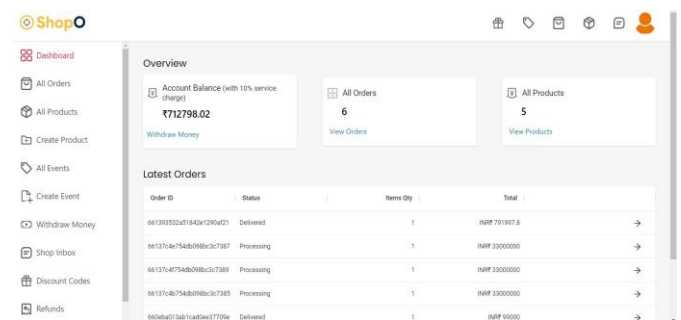 ShopO
Dashboard
All Orders
All Products
Create Product
All Events
Create Event
Withdraw Money
Shop Inbox
Discount Codes
Refunds
Overview
Account Balance (with 10% service
charge)
₹712798.02
Withdraw Money
All Orders
6
View Orders
All Products
5
View Products
Latest Orders
Order ID Status Items Qty Total
661393532a51842e1290af21 Delivered 1 INR₹ 791997.8
66137c4e754db098bc3c7387 Processing 1 INR₹ 33000000
66137c4f754db098bc3c7389 Processing 1 INR₹ 33000000
66137c4b754db098bc3c7385 Processing 1 INR₹ 33000000
660eba013ab1cad0ee37709e Delivered 1 INR₹ 99000